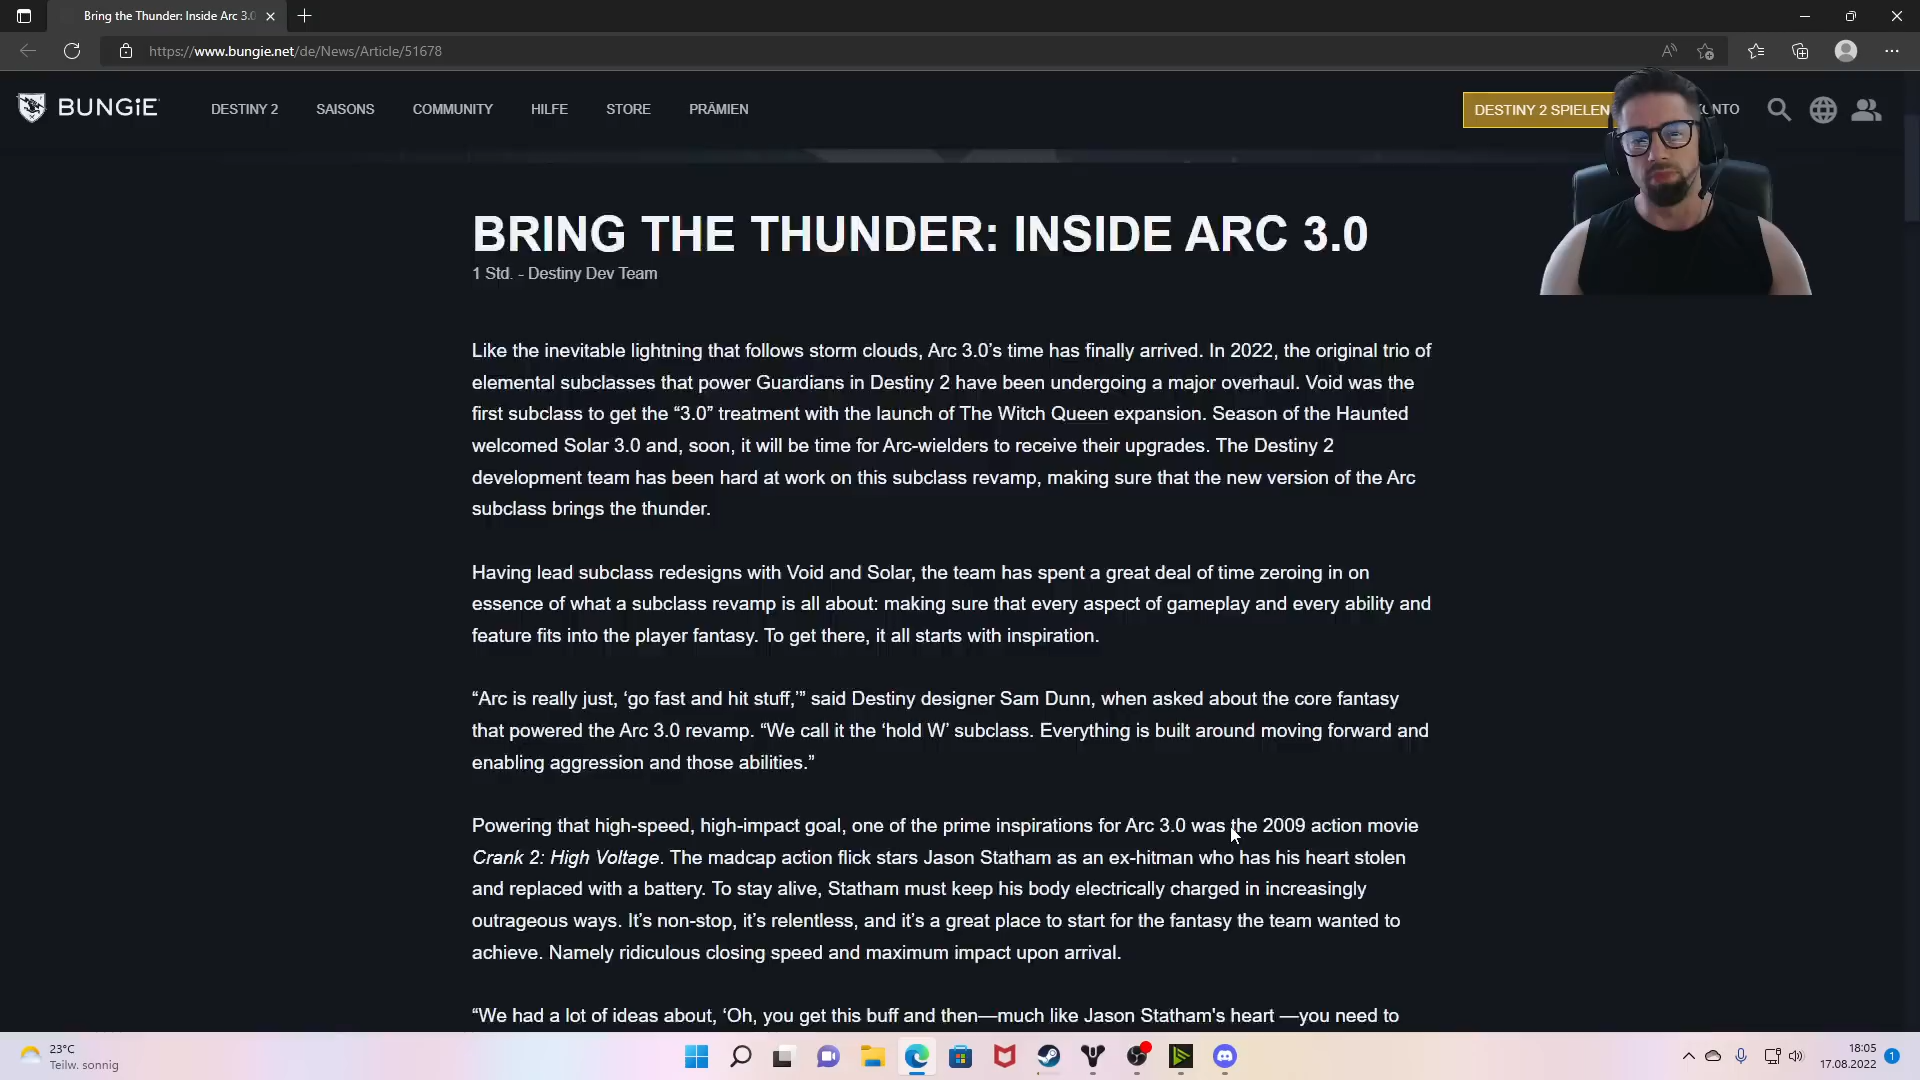 Bring the Thunder: Inside Arc 3.0
https://www.bungie.net/de/News/Article/51678
BUNGiE
DESTINY 2
SAISONS
COMMUNITY
HILFE
STORE
PRÄMIEN
DESTINY 2 SPIELEN
BRING THE THUNDER: INSIDE ARC 3.0
1 Std. - Destiny Dev Team
Like the inevitable lightning that follows storm clouds, Arc 3.0’s time has finally arrived. In 2022, the original trio of
elemental subclasses that power Guardians in Destiny 2 have been undergoing a major overhaul. Void was the
first subclass to get the “3.0” treatment with the launch of The Witch Queen expansion. Season of the Haunted
welcomed Solar 3.0 and, soon, it will be time for Arc-wielders to receive their upgrades. The Destiny 2
development team has been hard at work on this subclass revamp, making sure that the new version of the Arc
subclass brings the thunder.
Having lead subclass redesigns with Void and Solar, the team has spent a great deal of time zeroing in on
essence of what a subclass revamp is all about: making sure that every aspect of gameplay and every ability and
feature fits into the player fantasy. To get there, it all starts with inspiration.
“Arc is really just, ‘go fast and hit stuff,’” said Destiny designer Sam Dunn, when asked about the core fantasy
that powered the Arc 3.0 revamp. “We call it the ‘hold W’ subclass. Everything is built around moving forward and
enabling aggression and those abilities.”
Powering that high-speed, high-impact goal, one of the prime inspirations for Arc 3.0 was the 2009 action movie
Crank 2: High Voltage. The madcap action flick stars Jason Statham as an ex-hitman who has his heart stolen
and replaced with a battery. To stay alive, Statham must keep his body electrically charged in increasingly
outrageous ways. It’s non-stop, it’s relentless, and it’s a great place to start for the fantasy the team wanted to
achieve. Namely ridiculous closing speed and maximum impact upon arrival.
“We had a lot of ideas about, ‘Oh, you get this buff and then—much like Jason Statham's heart —you need to
23°C
Teilw. sonnig
18:05
17.08.2022
1